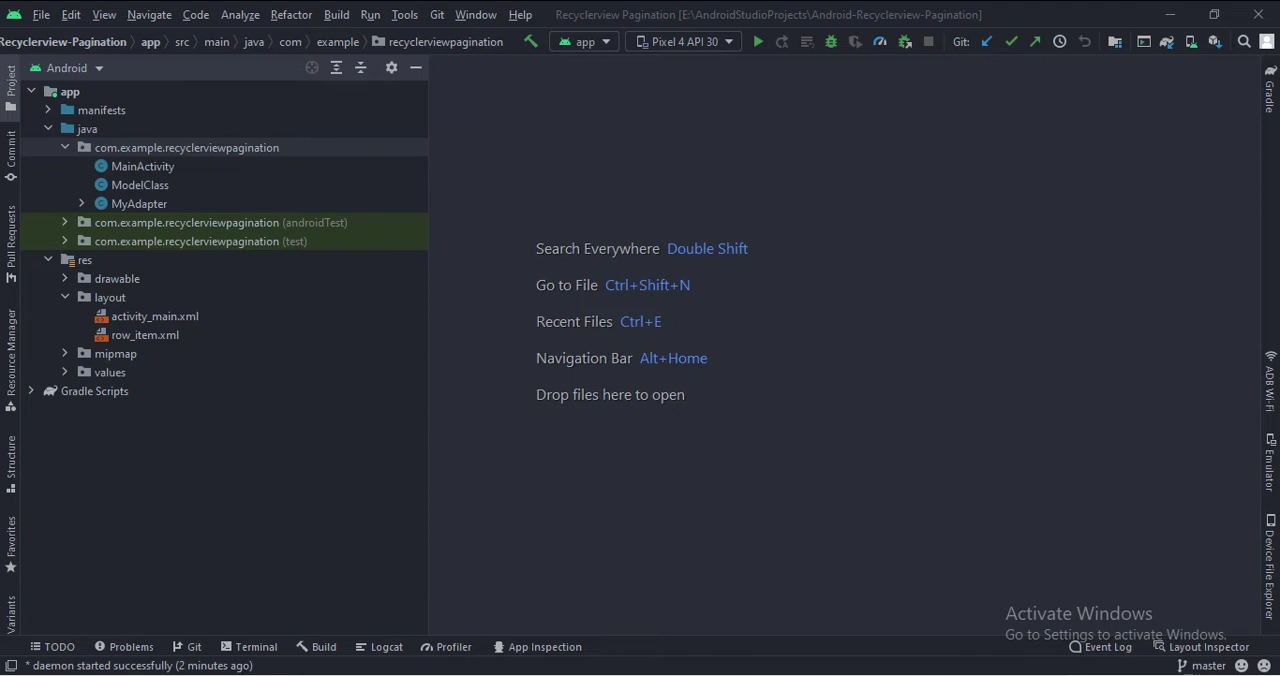 File Edit View Navigate Code Analyze Refactor Build Run Tools Git Window Help Recyclerview Pagination [E:\AndroidStudioProjects\Android-Recyclerview-Pagination]
Recyclerview-Pagination app src main java com example recyclerviewpagination app Pixel 4 API 30 Git:
Project
Commit
Pull Requests
Resource Manager
Structure
Favorites
Variants
Android
app
manifests
java
com.example.recyclerviewpagination
MainActivity
ModelClass
MyAdapter
com.example.recyclerviewpagination (androidTest)
com.example.recyclerviewpagination (test)
res
drawable
layout
activity_main.xml
row_item.xml
mipmap
values
Gradle Scripts
Search Everywhere Double Shift
Go to File Ctrl+Shift+N
Recent Files Ctrl+E
Navigation Bar Alt+Home
Drop files here to open
Gradle
ADB Wi-Fi
Emulator
Device File Explorer
Activate Windows
Go to Settings to activate Windows.
TODO Problems Git Terminal Build Logcat Profiler App Inspection Event Log Layout Inspector
* daemon started successfully (2 minutes ago) master